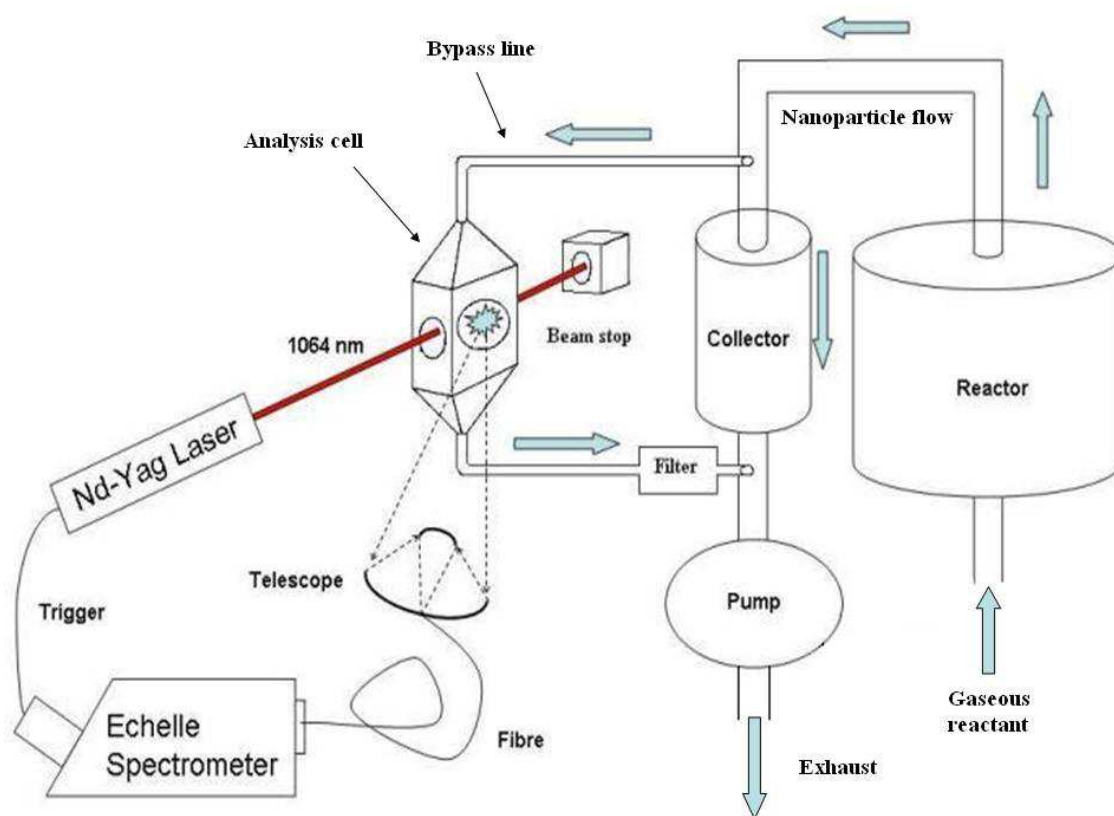 Bypass line
Nanoparticle flow
Analysis cell
1064 nm
Beam stop
Collector
Reactor
Nd-Yag Laser
Filter
Telescope
Trigger
Pump
Echelle
Spectrometer
Fibre
Gaseous
reactant
Exhaust